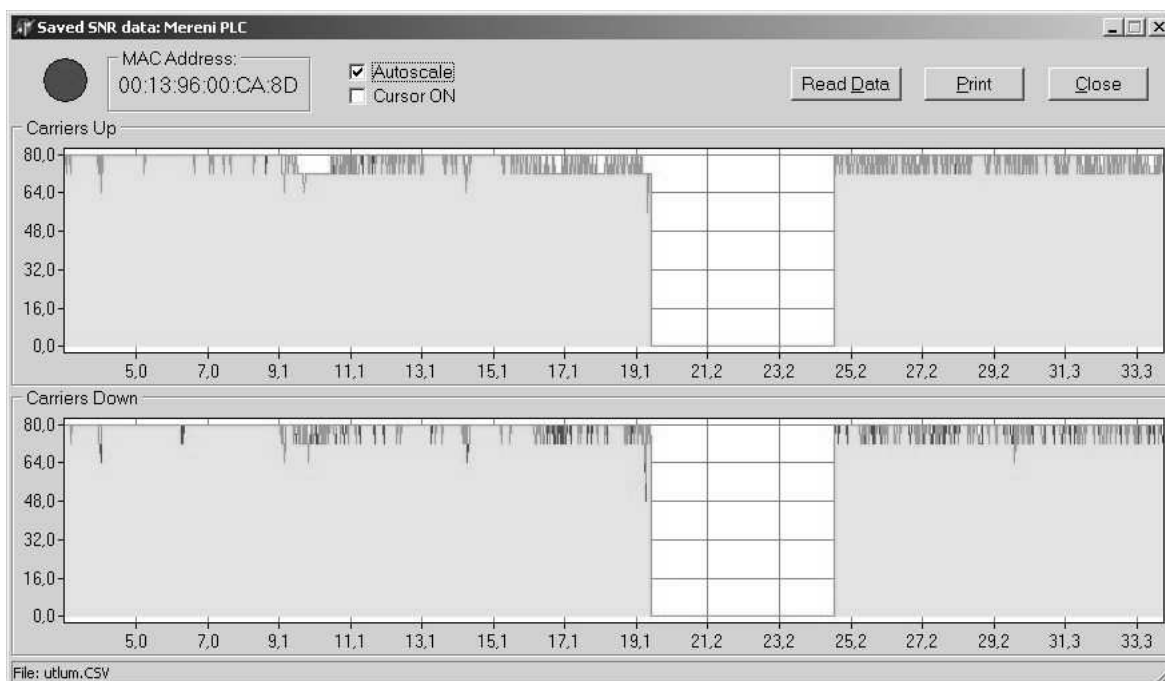 Saved SNR data: Mereni PLC
MAC Address:
00:13:96:00:CA:8D
Autoscale
Cursor ON
Read Data
Print
Close
Carriers Up
80,0
64,0
48,0
32,0
16,0
0,0
5,0 7,0 9,1 11,1 13,1 15,1 17,1 19,1 21,2 23,2 25,2 27,2 29,2 31,3 33,3
Carriers Down
80,0
64,0
48,0
32,0
16,0
0,0
5,0 7,0 9,1 11,1 13,1 15,1 17,1 19,1 21,2 23,2 25,2 27,2 29,2 31,3 33,3
File: utlum.CSV